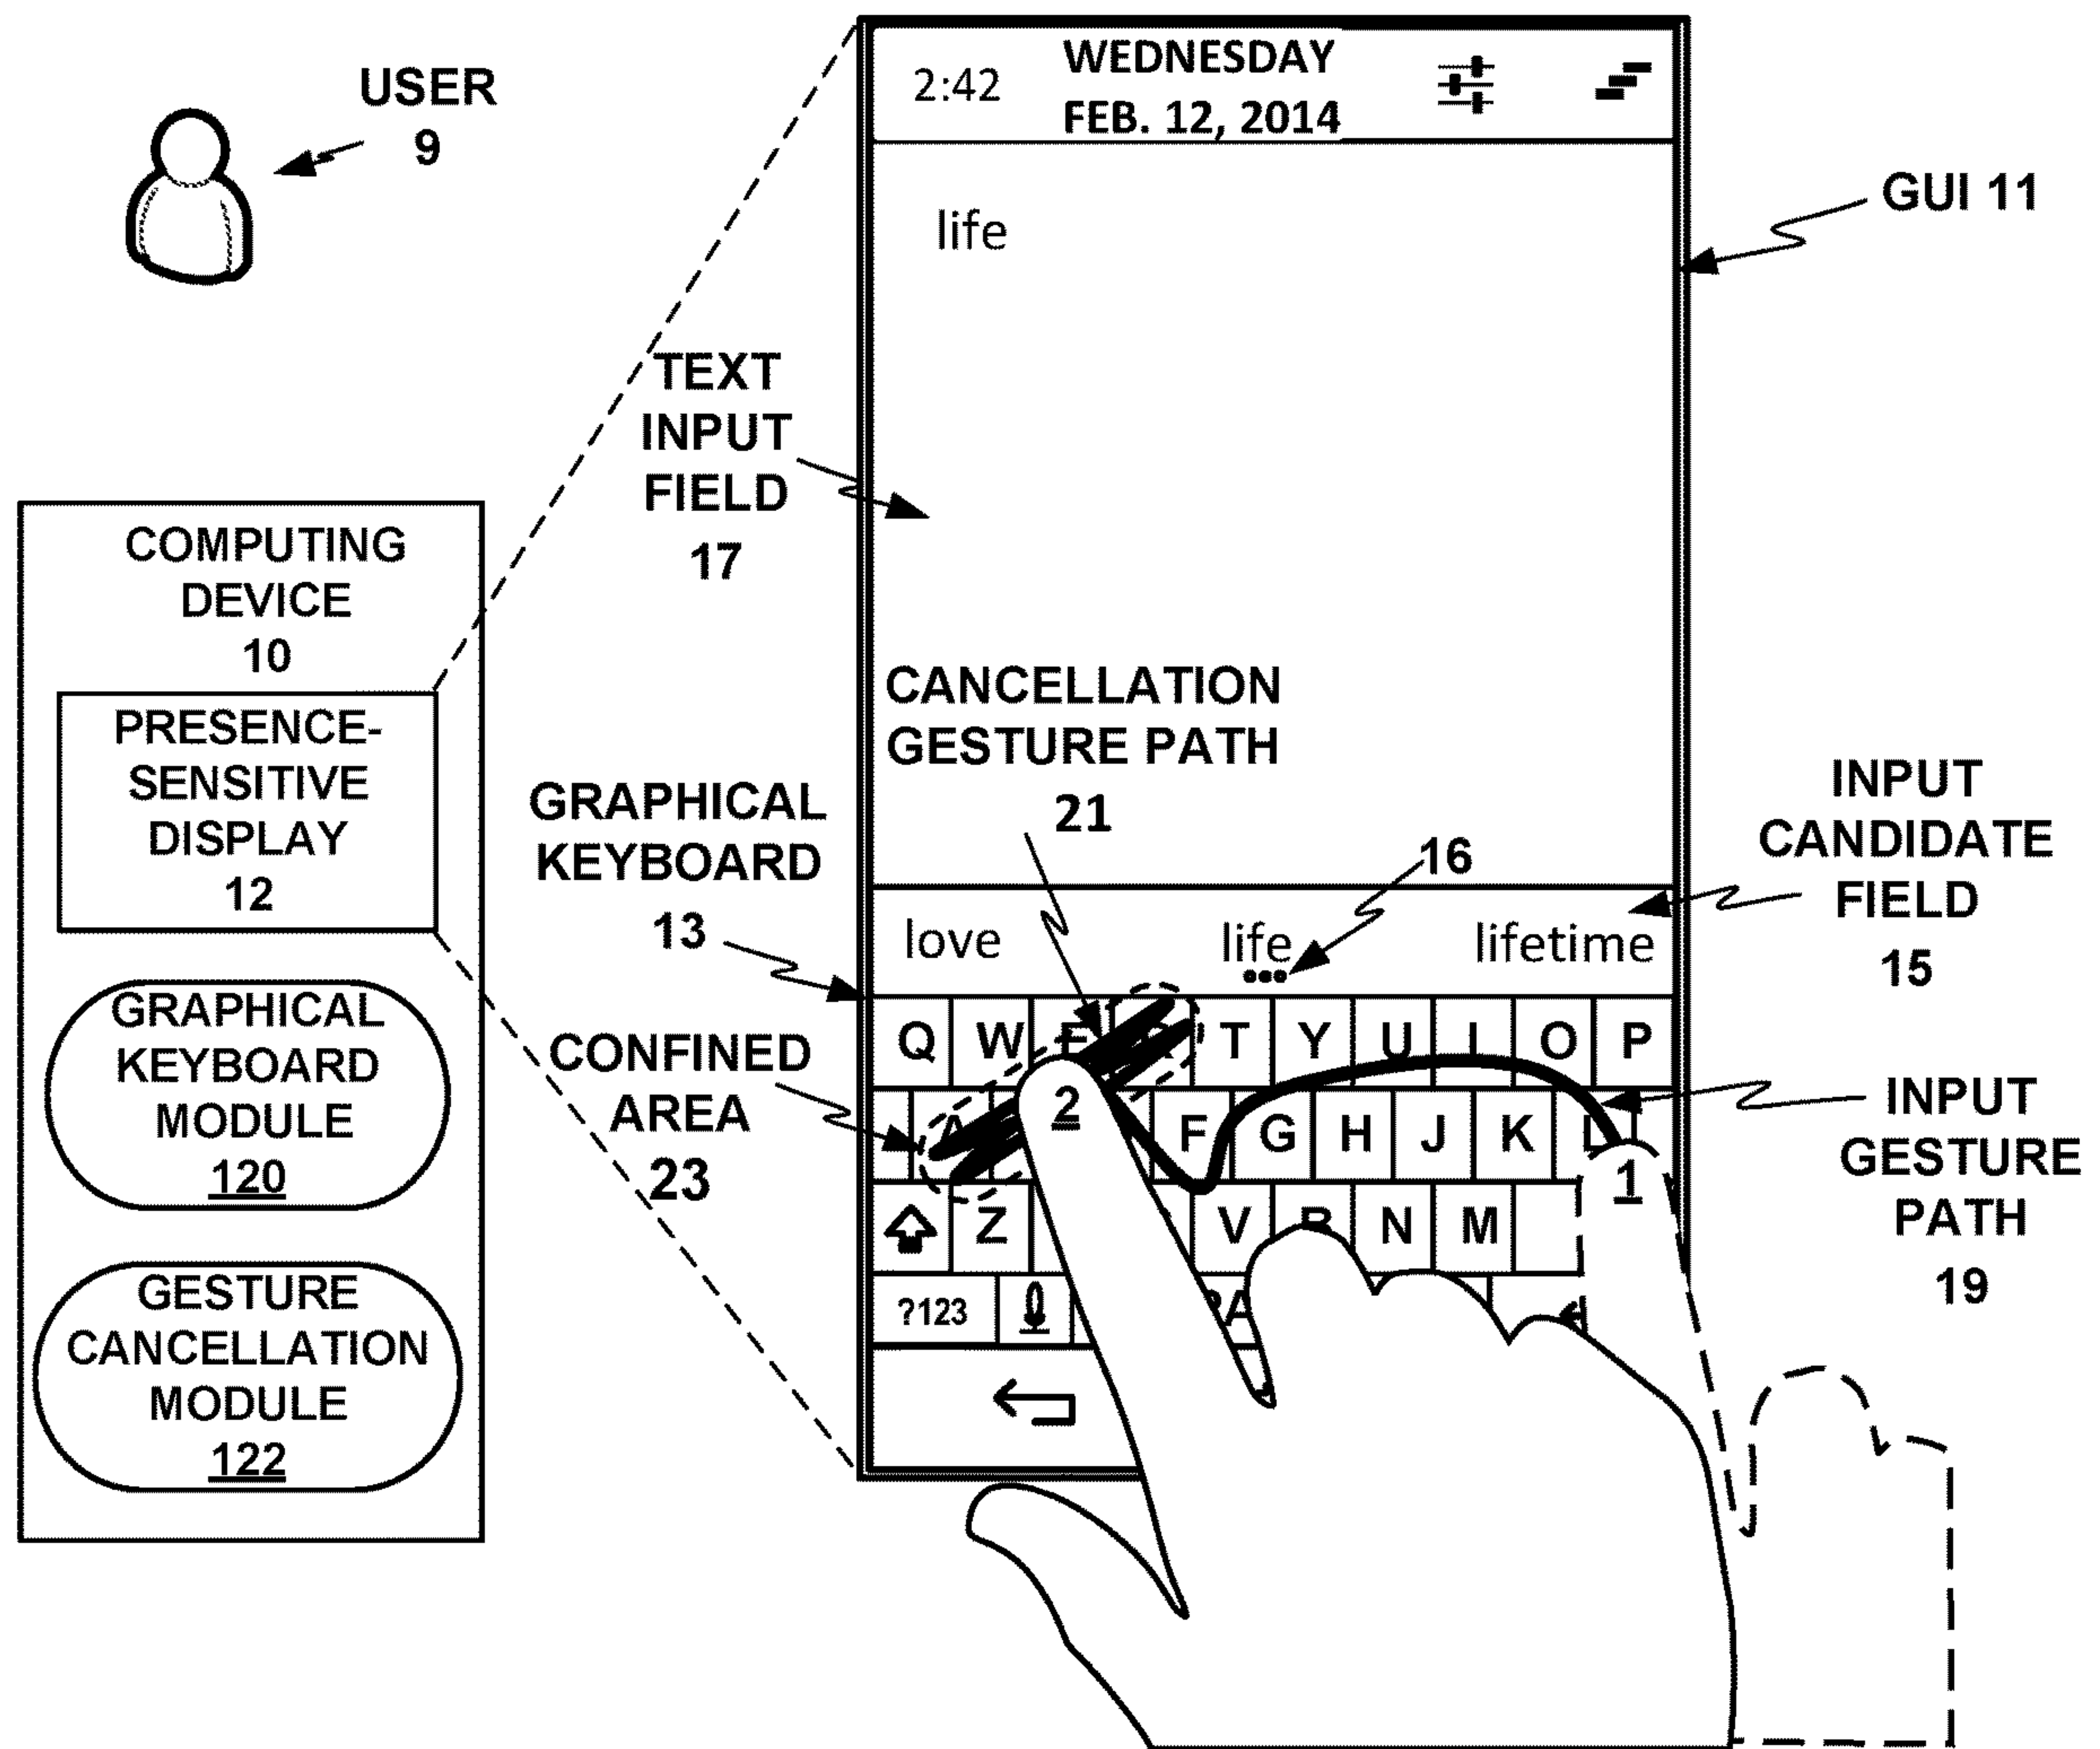 USER
9
COMPUTING
DEVICE
10
PRESENCE-
SENSITIVE
DISPLAY
12
GRAPHICAL
KEYBOARD
MODULE
120
GESTURE
CANCELLATION
MODULE
122
TEXT
INPUT
FIELD
17
GRAPHICAL
KEYBOARD
13
CONFINED
AREA
23
2:42
WEDNESDAY
FEB. 12, 2014
life
CANCELLATION
GESTURE PATH
21
16
love life lifetime
Q W E T Y U I O P
A F G H J K L
Z V B N M
?123
2
1
GUI 11
INPUT
CANDIDATE
FIELD
15
INPUT
GESTURE
PATH
19